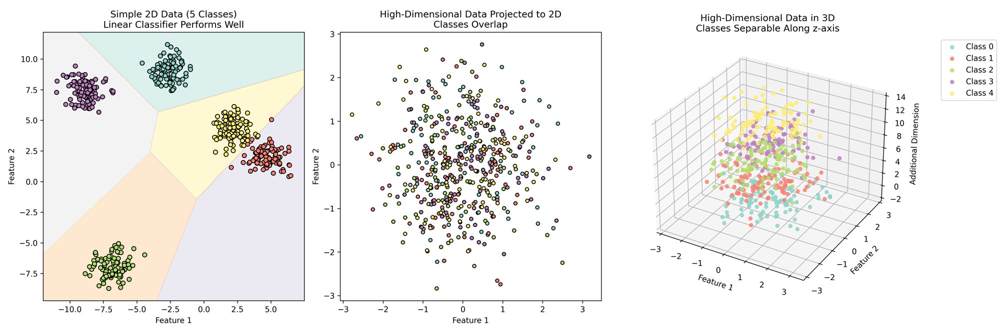 Simple 2D Data (5 Classes)
Linear Classifier Performs Well
10.0
7.5
5.0
2.5
0.0
−2.5
−5.0
−7.5
Feature 2
−10.0 −7.5 −5.0 −2.5 0.0 2.5 5.0
Feature 1
High-Dimensional Data Projected to 2D
Classes Overlap
3
2
1
0
−1
−2
−3
Feature 2
−3 −2 −1 0 1 2 3
Feature 1
High-Dimensional Data in 3D
Classes Separable Along z-axis
14
12
10
8
6
4
2
0
−2
Additional Dimension
3
2
1
0
−1
−2
−3
Feature 2
−3 −2 −1 0 1 2 3
Feature 1
Class 0
Class 1
Class 2
Class 3
Class 4